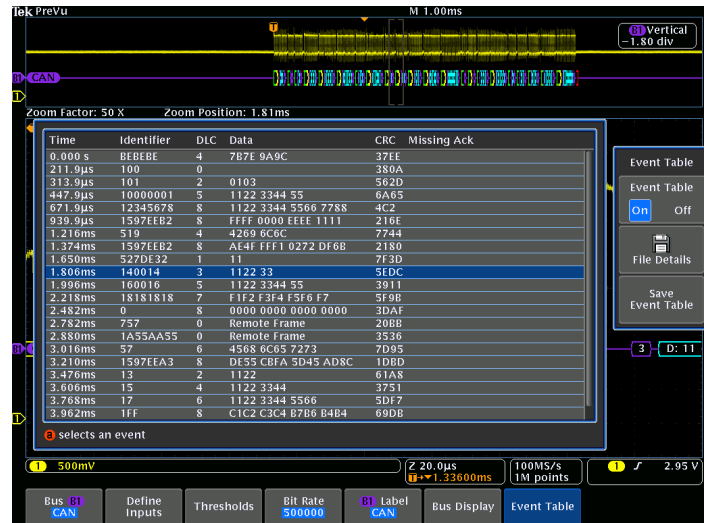 Tek PreVu M 1.00ms
B1 Vertical
−1.80 div
B1 CAN
1
Zoom Factor: 50 X Zoom Position: 1.81ms
Time Identifier DLC Data CRC Missing Ack
0.000 s BEBEBE 4 7B7E 9A9C 37EE
211.9µs 100 0 380A
313.9µs 101 2 0103 562D
447.9µs 10000001 5 1122 3344 55 6A65
671.9µs 12345678 8 1122 3344 5566 7788 4C2
939.9µs 1597EEB2 8 FFFF 0000 EEEE 1111 216E
1.216ms 519 4 4269 6C6C 7744
1.374ms 1597EEB2 8 AE4F FFF1 0272 DF6B 2180
1.650ms 527DE32 1 11 7F3D
1.806ms 140014 3 1122 33 5EDC
1.996ms 160016 5 1122 3344 55 3911
2.218ms 18181818 7 F1F2 F3F4 F5F6 F7 5F9B
2.482ms 0 8 0000 0000 0000 0000 3DAF
2.782ms 757 0 Remote Frame 20BB
2.880ms 1A55AA55 0 Remote Frame 3536
3.016ms 57 6 4568 6C65 7273 7D95
3.210ms 1597EEA3 8 DE55 CBFA 5D45 AD8C 1DBD
3.476ms 13 2 1122 61A8
3.606ms 15 4 1122 3344 3751
3.768ms 17 6 1122 3344 5566 5DF7
3.962ms 1FF 8 C1C2 C3C4 B7B6 B4B4 69DB
a selects an event
Event Table
Event Table
On Off
File Details
Save
Event Table
B1 3 D: 11
1
1 500mV
Z 20.0µs
T→▼1.33600ms
100MS/s
1M points
1 2.95 V
Bus B1
CAN
Define
Inputs
Thresholds
Bit Rate
500000
B1 Label
CAN
Bus Display
Event Table